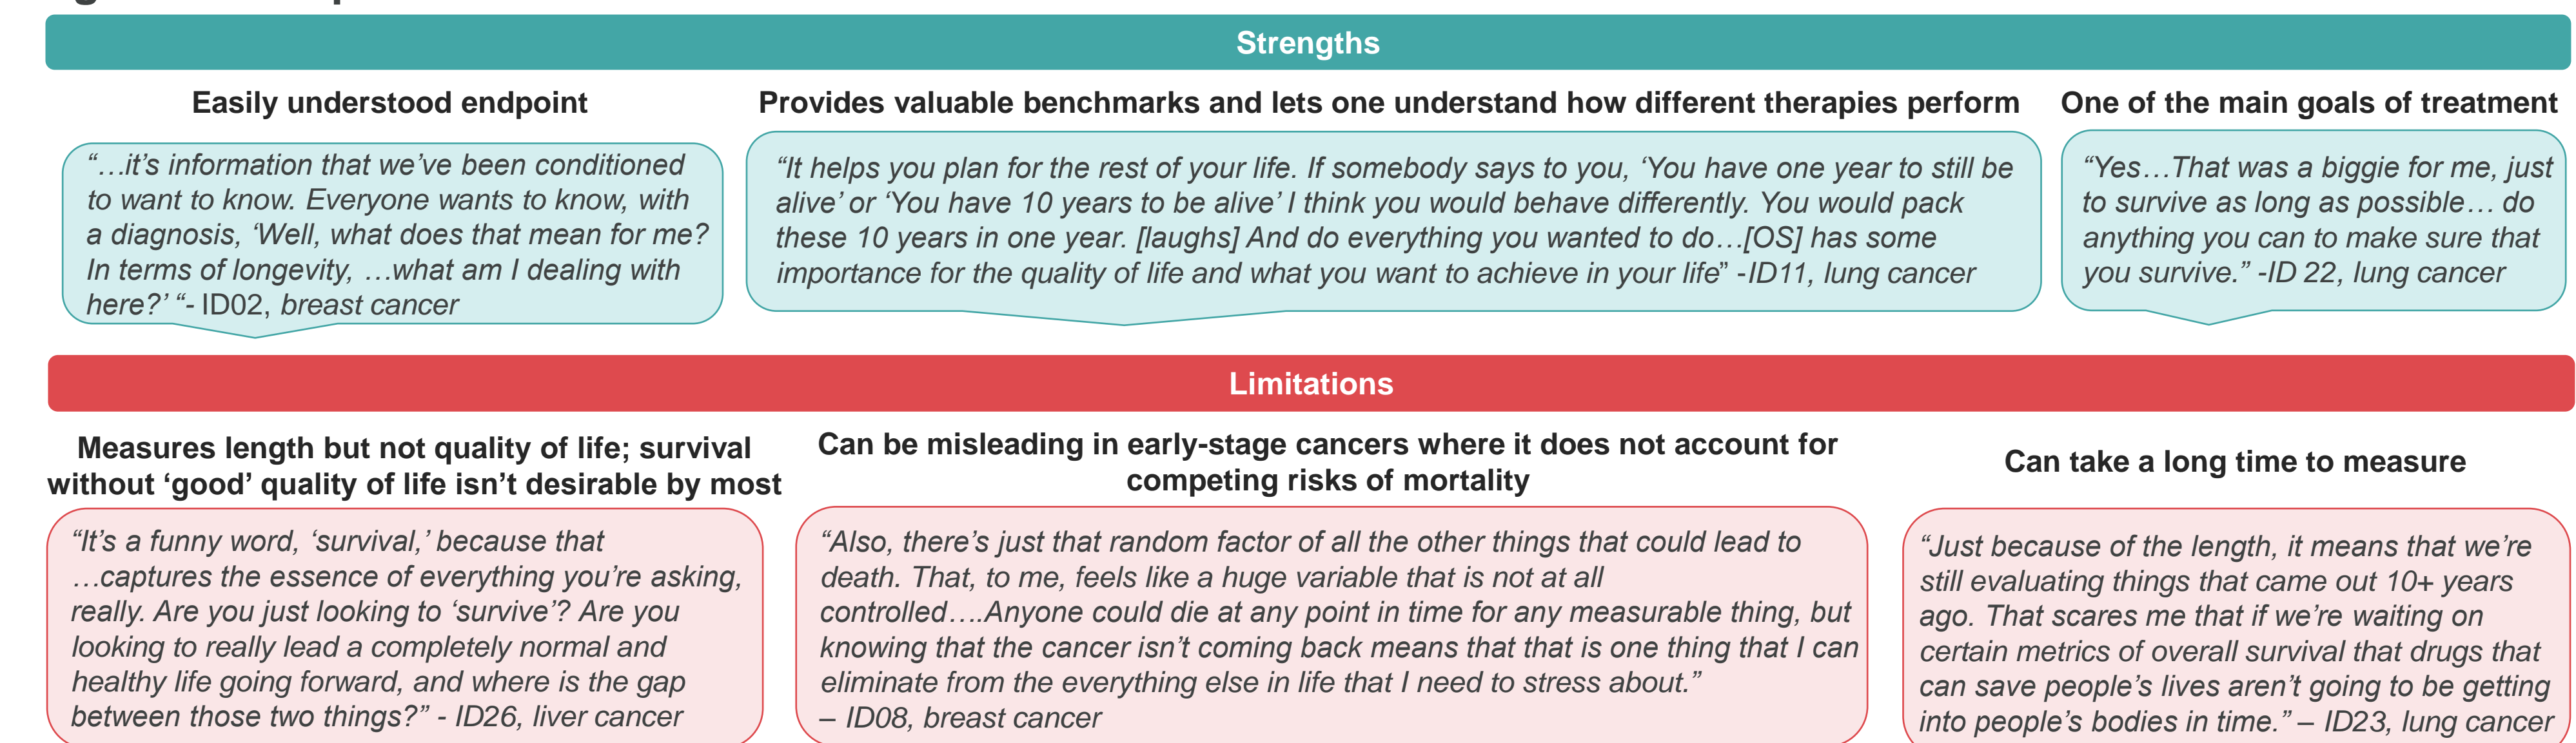 Strengths
Easily understood endpoint
“…it’s information that we’ve been conditioned
to want to know. Everyone wants to know, with
a diagnosis, ‘Well, what does that mean for me?
In terms of longevity, …what am I dealing with
here?’ “- ID02, breast cancer
Provides valuable benchmarks and lets one understand how different therapies perform
“It helps you plan for the rest of your life. If somebody says to you, ‘You have one year to still be
alive’ or ‘You have 10 years to be alive’ I think you would behave differently. You would pack
these 10 years in one year. [laughs] And do everything you wanted to do…[OS] has some
importance for the quality of life and what you want to achieve in your life” -ID11, lung cancer
One of the main goals of treatment
“Yes…That was a biggie for me, just
to survive as long as possible… do
anything you can to make sure that
you survive.” -ID 22, lung cancer
Limitations
Measures length but not quality of life; survival
without ‘good’ quality of life isn’t desirable by most
“It’s a funny word, ‘survival,’ because that
…captures the essence of everything you’re asking,
really. Are you just looking to ‘survive’? Are you
looking to really lead a completely normal and
healthy life going forward, and where is the gap
between those two things?” - ID26, liver cancer
Can be misleading in early-stage cancers where it does not account for
competing risks of mortality
“Also, there’s just that random factor of all the other things that could lead to
death. That, to me, feels like a huge variable that is not at all
controlled….Anyone could die at any point in time for any measurable thing, but
knowing that the cancer isn’t coming back means that that is one thing that I can
eliminate from the everything else in life that I need to stress about.”
– ID08, breast cancer
Can take a long time to measure
“Just because of the length, it means that we’re
still evaluating things that came out 10+ years
ago. That scares me that if we’re waiting on
certain metrics of overall survival that drugs that
can save people’s lives aren’t going to be getting
into people’s bodies in time.” – ID23, lung cancer